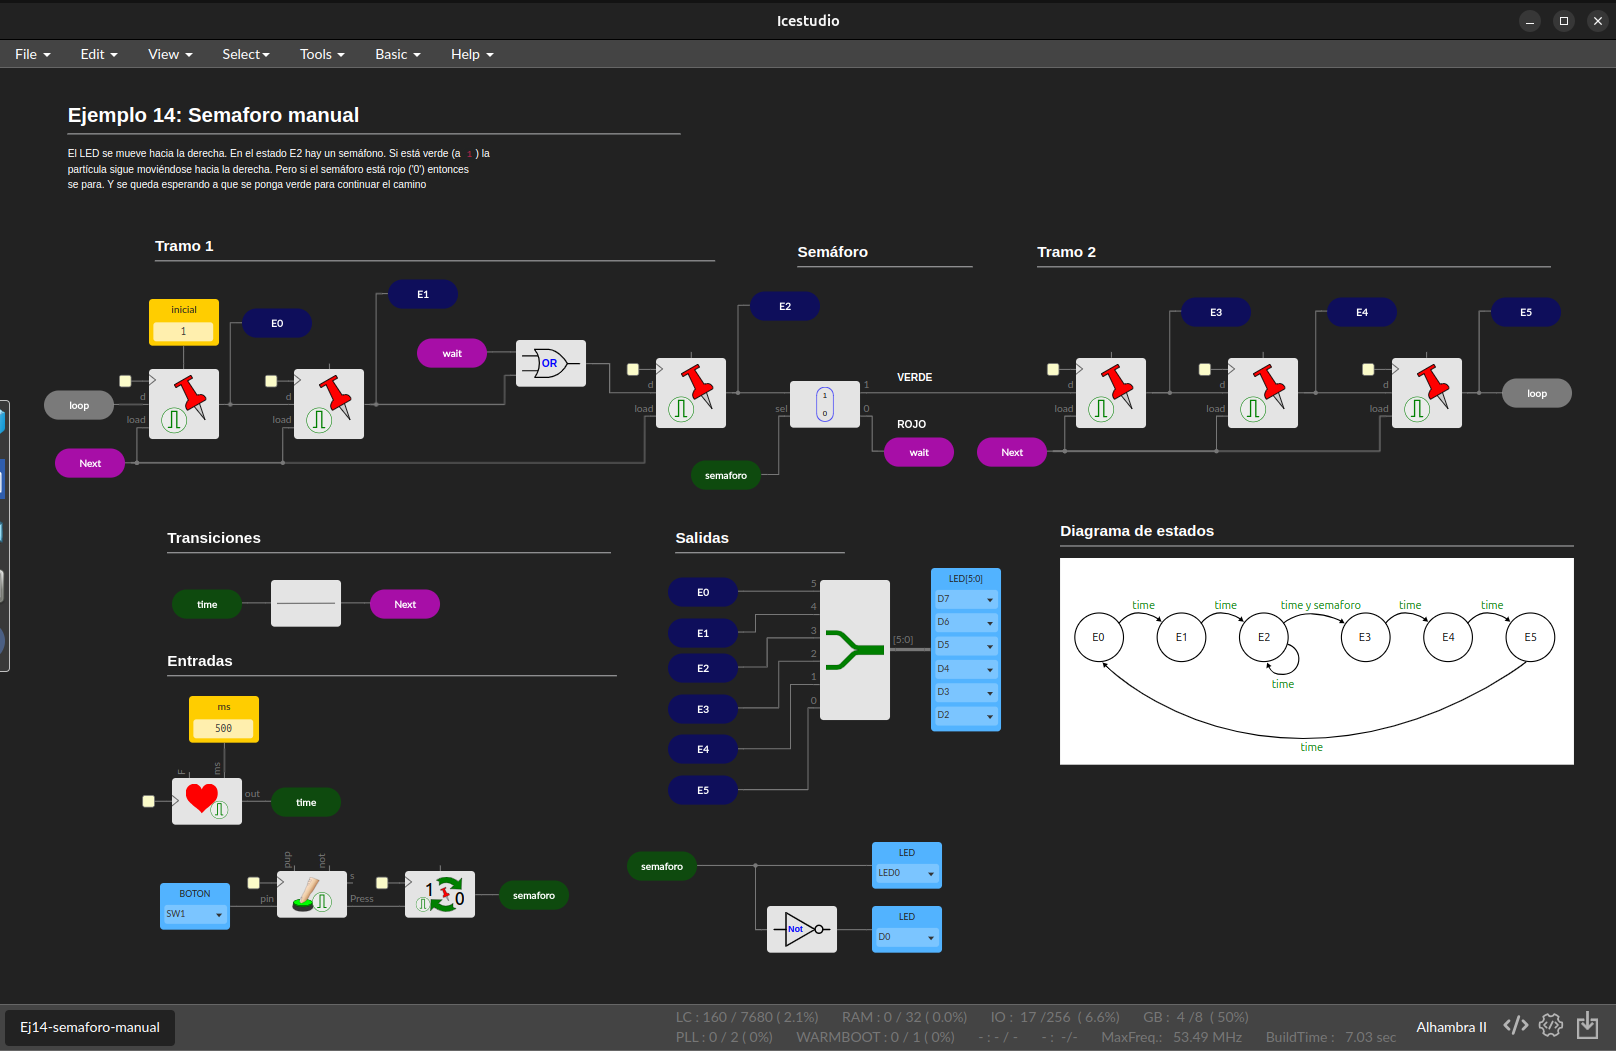 Icestudio
File Edit View Select Tools Basic Help
Ejemplo 14: Semaforo manual
El LED se mueve hacia la derecha. En el estado E2 hay un semáfono. Si está verde (a 1 ) la
partícula sigue moviéndose hacia la derecha. Pero si el semáforo está rojo ('0') entonces
se para. Y se queda esperando a que se ponga verde para continuar el camino
Tramo 1
Semáforo
Tramo 2
inicial
1
E0
E1
wait
OR
E2
E3
E4
E5
loop
d
load
d
load
d
load
Next
sel
1
0
1
0
VERDE
ROJO
semaforo
wait
Next
d
load
d
load
d
load
loop
Transiciones
time
Next
Entradas
ms
500
F
ms
out
time
BOTON
SW1
pin
pup
not
s
Press
1
0
semaforo
Salidas
E0
E1
E2
E3
E4
E5
5
4
3
2
1
0
[5:0]
LED[5:0]
D7
D6
D5
D4
D3
D2
semaforo
LED
LED0
Not
LED
D0
Diagrama de estados
time time time y semaforo time time
E0 E1 E2 E3 E4 E5
time
time
Ej14-semaforo-manual
LC : 160 / 7680 ( 2.1%) RAM : 0 / 32 ( 0.0%) IO : 17 /256 ( 6.6%) GB : 4 /8 ( 50%)
PLL : 0 / 2 ( 0%) WARMBOOT : 0 / 1 ( 0%) - : - / - - : -/- MaxFreq.: 53.49 MHz BuildTime : 7.03 sec
Alhambra II